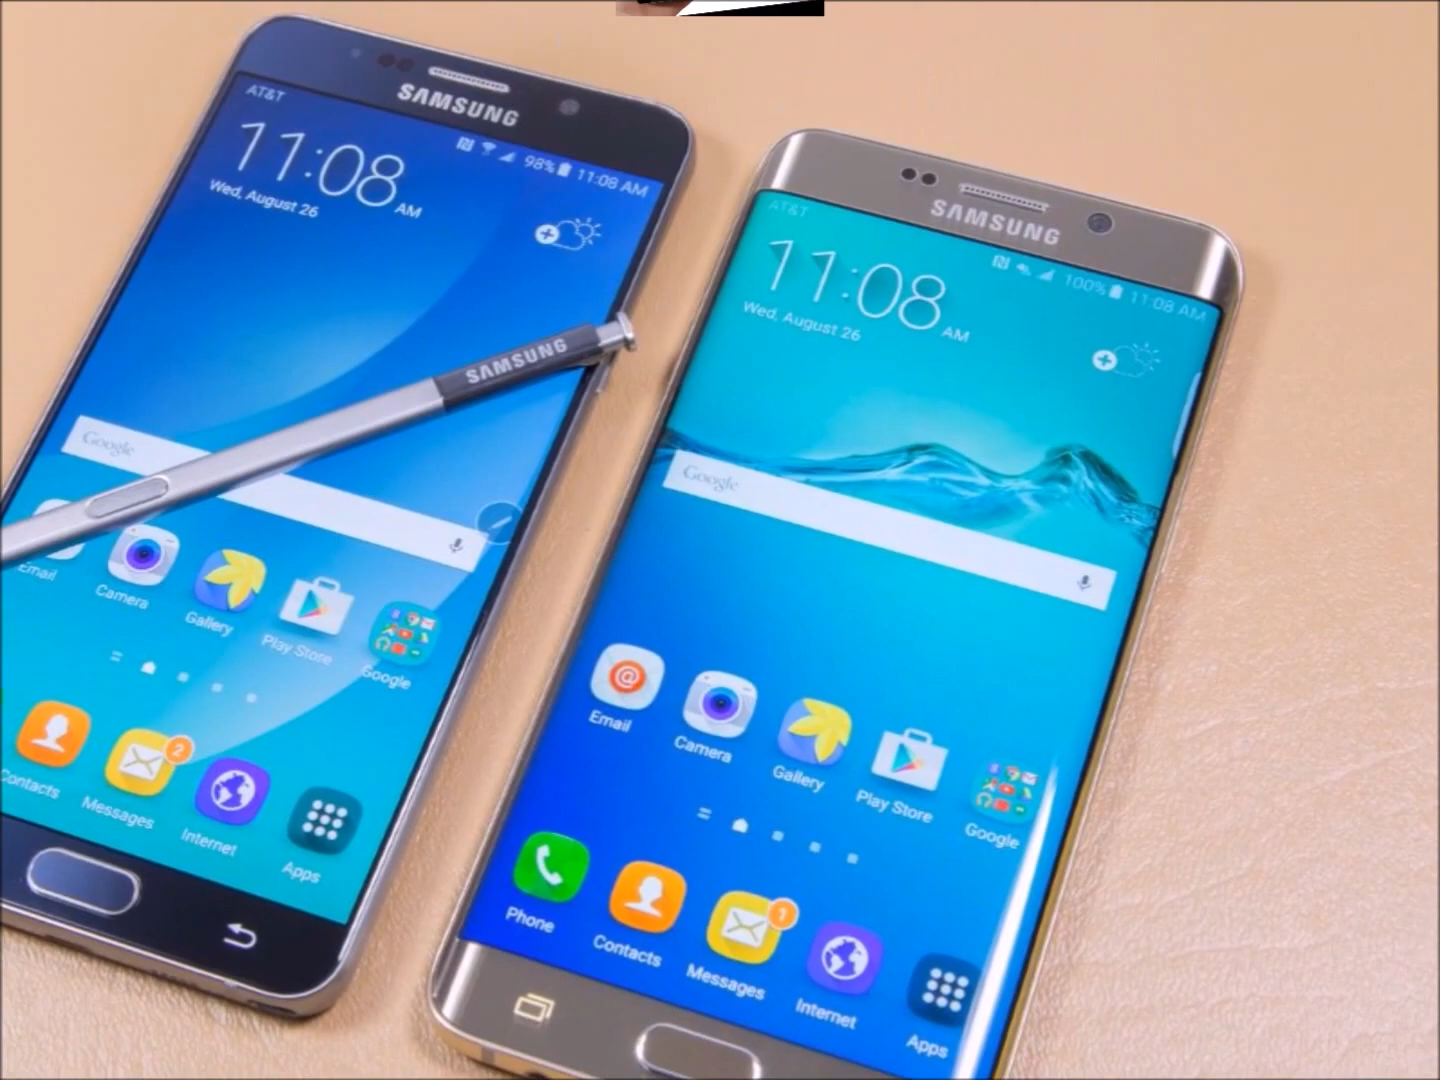 AT&T
SAMSUNG
98% 11:08 AM
11:08 AM
Wed, August 26
SAMSUNG
Google
Email
Camera
Gallery
Play Store
Google
Contacts
Messages
2
Internet
Apps
AT&T
SAMSUNG
100% 11:08 AM
11:08 AM
Wed, August 26
Google
@
Email
Camera
Gallery
Play Store
Google
Phone
Contacts
Messages
1
Internet
Apps